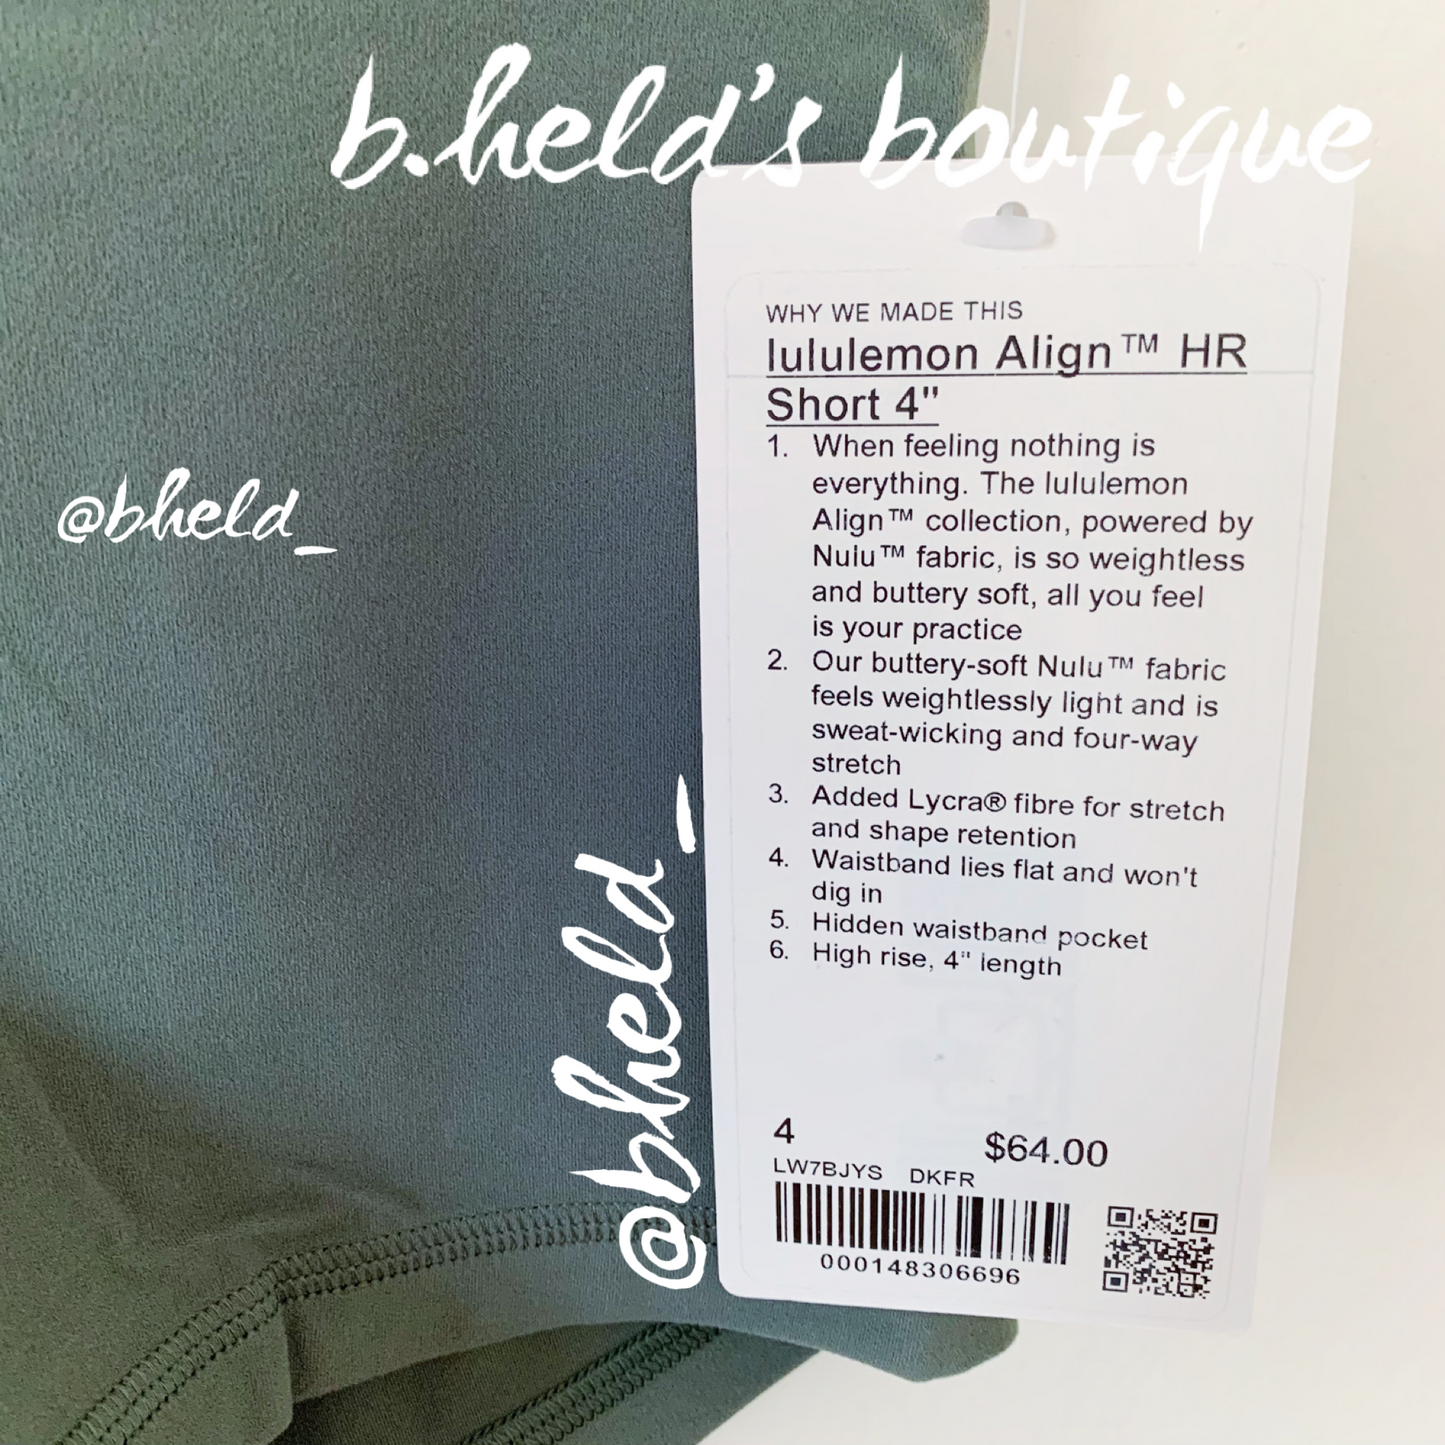 b.held's boutique
WHY WE MADE THIS
lululemon Align™ HR
Short 4"
1. When feeling nothing is
everything. The lululemon
Align™ collection, powered by
Nulu™ fabric, is so weightless
and buttery soft, all you feel
is your practice
2. Our buttery-soft Nulu™ fabric
feels weightlessly light and is
sweat-wicking and four-way
stretch
3. Added Lycra® fibre for stretch
and shape retention
4. Waistband lies flat and won't
dig in
5. Hidden waistband pocket
6. High rise, 4" length
4 $64.00
LW7BJYS DKFR
000148306696
@bheld_
@bheld_